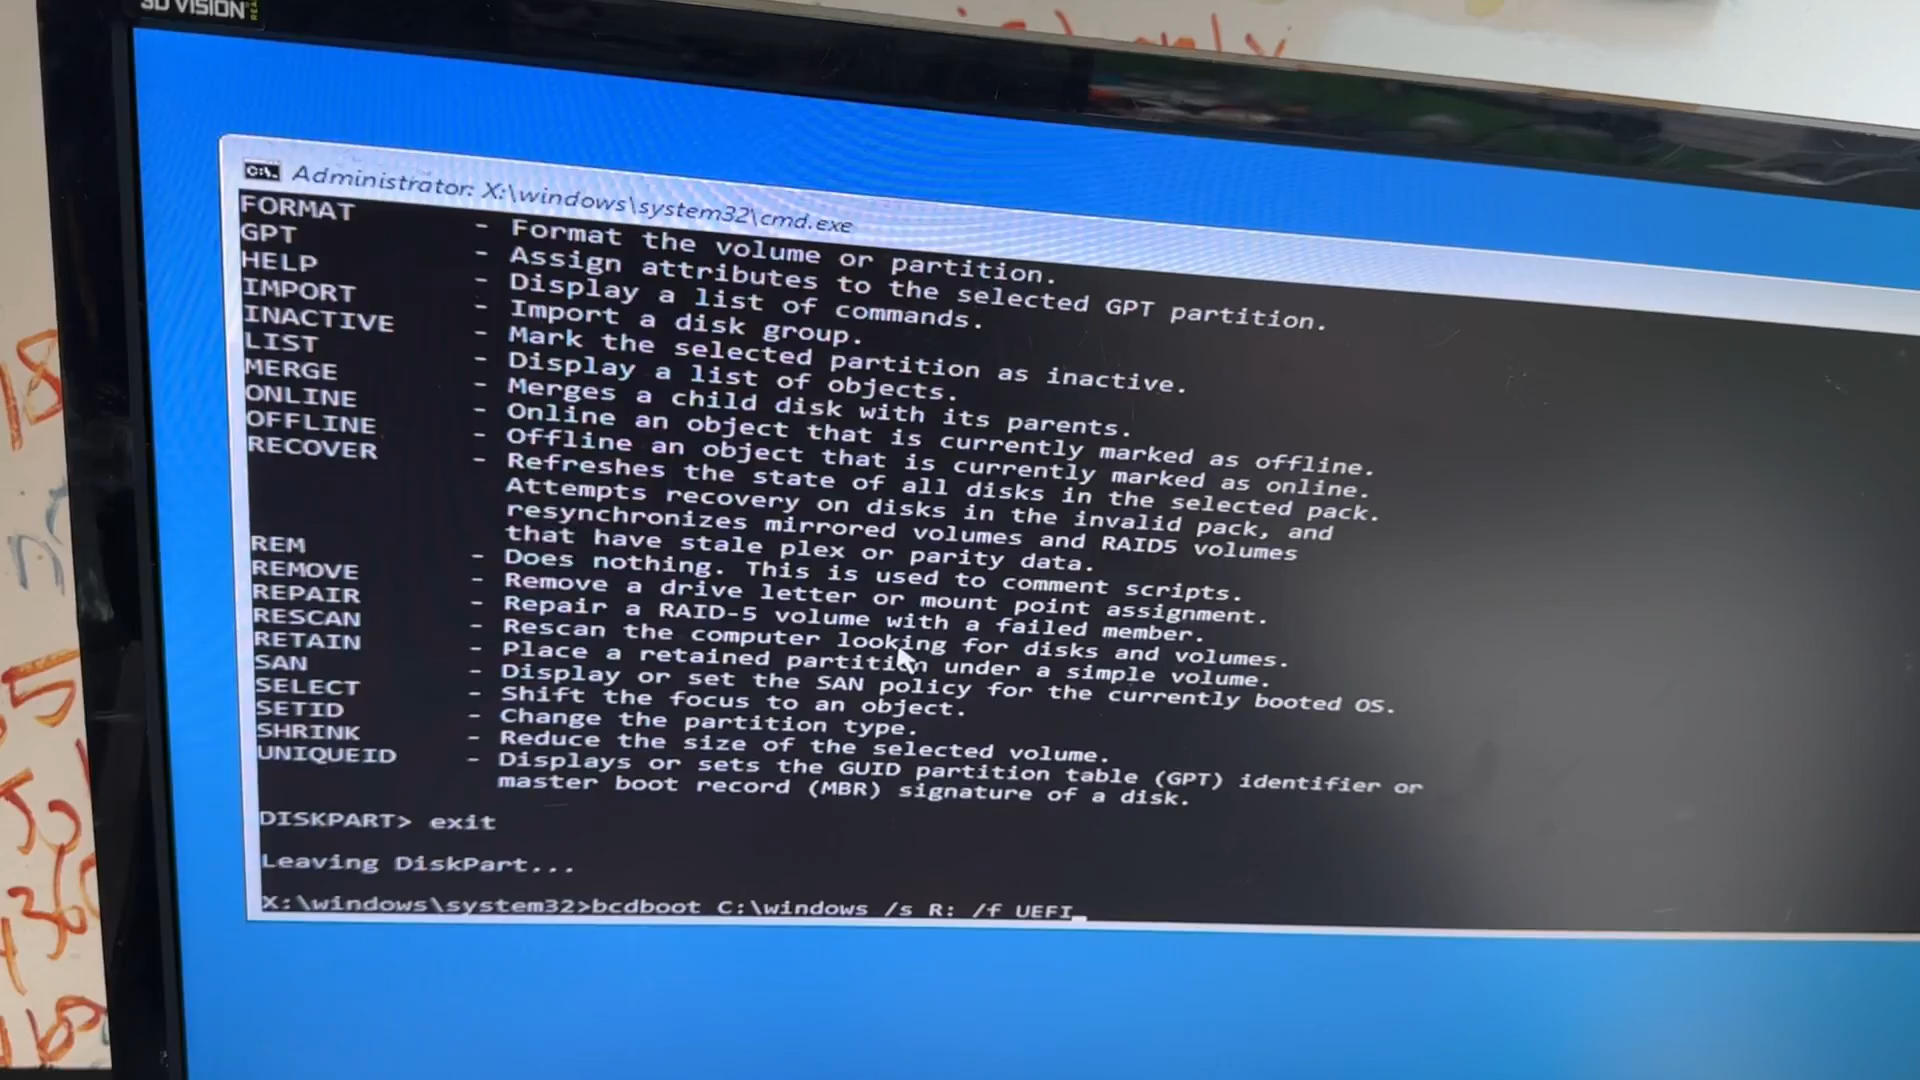 3D VISION
Administrator: X:\windows\system32\cmd.exe
FORMAT - Format the volume or partition.
GPT - Assign attributes to the selected GPT partition.
HELP - Display a list of commands.
IMPORT - Import a disk group.
INACTIVE - Mark the selected partition as inactive.
LIST - Display a list of objects.
MERGE - Merges a child disk with its parents.
ONLINE - Online an object that is currently marked as offline.
OFFLINE - Offline an object that is currently marked as online.
RECOVER - Refreshes the state of all disks in the selected pack.
Attempts recovery on disks in the invalid pack, and
resynchronizes mirrored volumes and RAID5 volumes
that have stale plex or parity data.
REM - Does nothing. This is used to comment scripts.
REMOVE - Remove a drive letter or mount point assignment.
REPAIR - Repair a RAID-5 volume with a failed member.
RESCAN - Rescan the computer looking for disks and volumes.
RETAIN - Place a retained partition under a simple volume.
SAN - Display or set the SAN policy for the currently booted OS.
SELECT - Shift the focus to an object.
SETID - Change the partition type.
SHRINK - Reduce the size of the selected volume.
UNIQUEID - Displays or sets the GUID partition table (GPT) identifier or
master boot record (MBR) signature of a disk.
DISKPART> exit
Leaving DiskPart...
X:\windows\system32>bcdboot C:\windows /s R: /f UEFI_